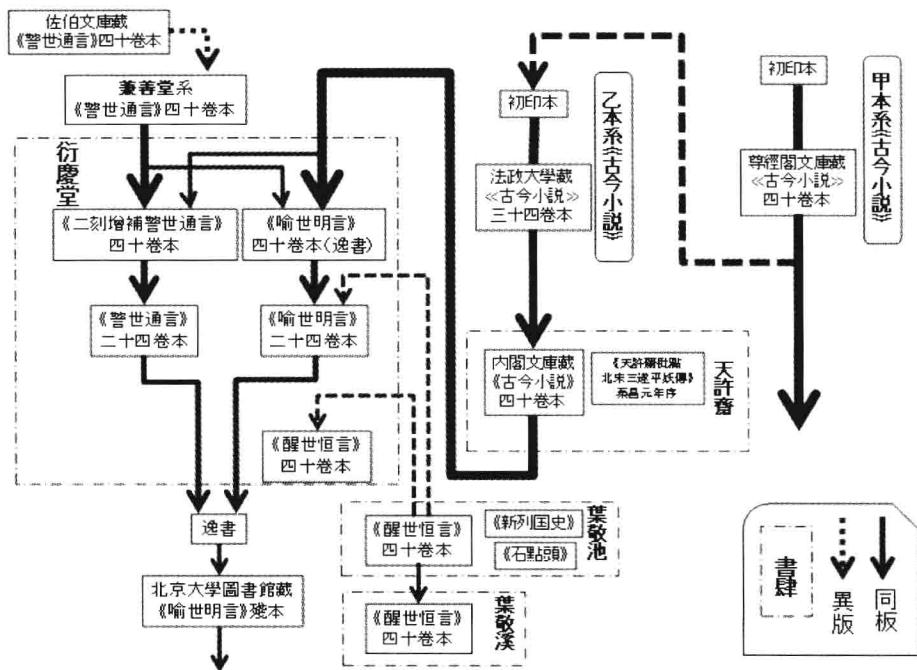 佐伯文庫藏
《警世通言》四十卷本
兼善堂系
《警世通言》四十卷本
衍慶堂
《二刻增補警世通言》
四十卷本
《喻世明言》
四十卷本(逸書)
《警世通言》
二十四卷本
《喻世明言》
二十四卷本
《醒世恒言》
四十卷本
逸書
北京大學圖書館藏
《喻世明言》殘本
初印本
乙本系《古今小説》
法政大學藏
≪古今小説≫
三十四卷本
内閣文庫藏
《古今小説》
四十卷本
《天許齋批點
北宋三遂平妖傳》
泰昌元年序
天許齋
初印本
甲本系《古今小説》
尊經閣文庫藏
≪古今小説≫
四十卷本
《醒世恒言》
四十卷本
《新列国史》
《石點頭》
葉敬池
《醒世恒言》
四十卷本
葉敬溪
書肆
異版
同板